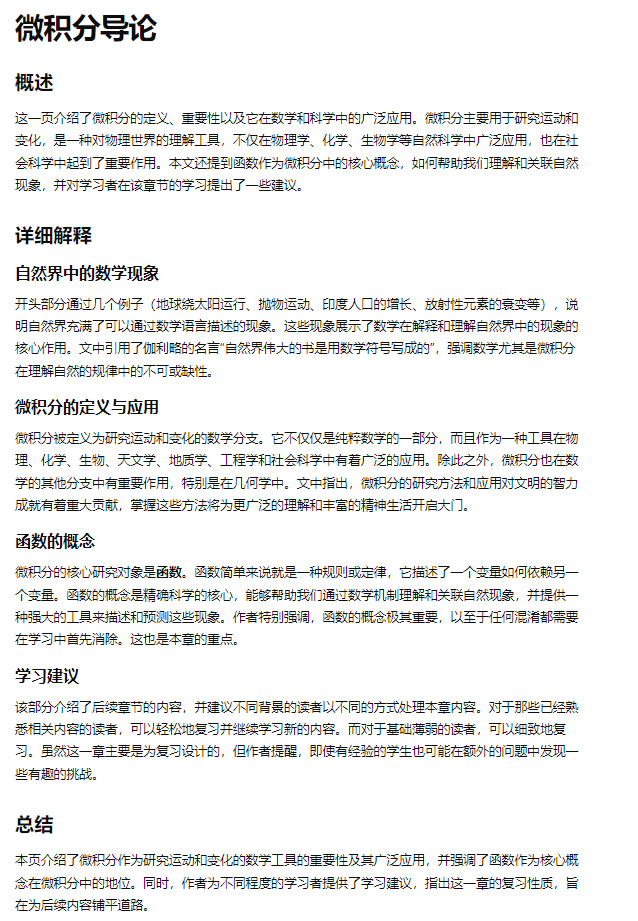 微积分导论
概述
这一页介绍了微积分的定义、重要性以及它在数学和科学中的广泛应用。微积分主要用于研究运动和
变化，是一种对物理世界的理解工具，不仅在物理学、化学、生物学等自然科学中广泛应用，也在社
会科学中起到了重要作用。本文还提到函数作为微积分中的核心概念，如何帮助我们理解和关联自然
现象，并对学习者在该章节的学习提出了一些建议。
详细解释
自然界中的数学现象
开头部分通过几个例子（地球绕太阳运行、抛物运动、印度人口的增长、放射性元素的衰变等），说
明自然界充满了可以通过数学语言描述的现象。这些现象展示了数学在解释和理解自然界中的现象的
核心作用。文中引用了伽利略的名言“自然界伟大的书是用数学符号写成的”，强调数学尤其是微积分
在理解自然的规律中的不可或缺性。
微积分的定义与应用
微积分被定义为研究运动和变化的数学分支。它不仅仅是纯粹数学的一部分，而且作为一种工具在物
理、化学、生物、天文学、地质学、工程学和社会科学中有着广泛的应用。除此之外，微积分也在数
学的其他分支中有重要作用，特别是在几何学中。文中指出，微积分的研究方法和应用对文明的智力
成就有着重大贡献，掌握这些方法将为更广泛的理解和丰富的精神生活开启大门。
函数的概念
微积分的核心研究对象是函数。函数简单来说就是一种规则或定律，它描述了一个变量如何依赖另一
个变量。函数的概念是精确科学的核心，能够帮助我们通过数学机制理解和关联自然现象，并提供一
种强大的工具来描述和预测这些现象。作者特别强调，函数的概念极其重要，以至于任何混淆都需要
在学习中首先消除。这也是本章的重点。
学习建议
该部分介绍了后续章节的内容，并建议不同背景的读者以不同的方式处理本章内容。对于那些已经熟
悉相关内容的读者，可以轻松地复习并继续学习新的内容。而对于基础薄弱的读者，可以细致地复
习。虽然这一章主要是为复习设计的，但作者提醒，即使有经验的学生也可能在额外的问题中发现一
些有趣的挑战。
总结
本页介绍了微积分作为研究运动和变化的数学工具的重要性及其广泛应用，并强调了函数作为核心概
念在微积分中的地位。同时，作者为不同程度的学习者提供了学习建议，指出这一章的复习性质，旨
在为后续内容铺平道路。